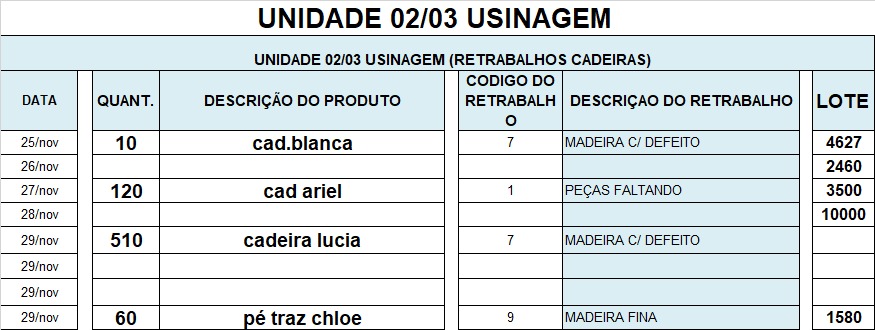 UNIDADE 02/03 USINAGEM
UNIDADE 02/03 USINAGEM (RETRABALHOS CADEIRAS)
DATA QUANT. DESCRIÇÃO DO PRODUTO CODIGO DO RETRABALHO DESCRIÇAO DO RETRABALHO LOTE
25/nov 10 cad.blanca 7 MADEIRA C/ DEFEITO 4627
26/nov 2460
27/nov 120 cad ariel 1 PEÇAS FALTANDO 3500
28/nov 10000
29/nov 510 cadeira lucia 7 MADEIRA C/ DEFEITO
29/nov
29/nov
29/nov 60 pé traz chloe 9 MADEIRA FINA 1580